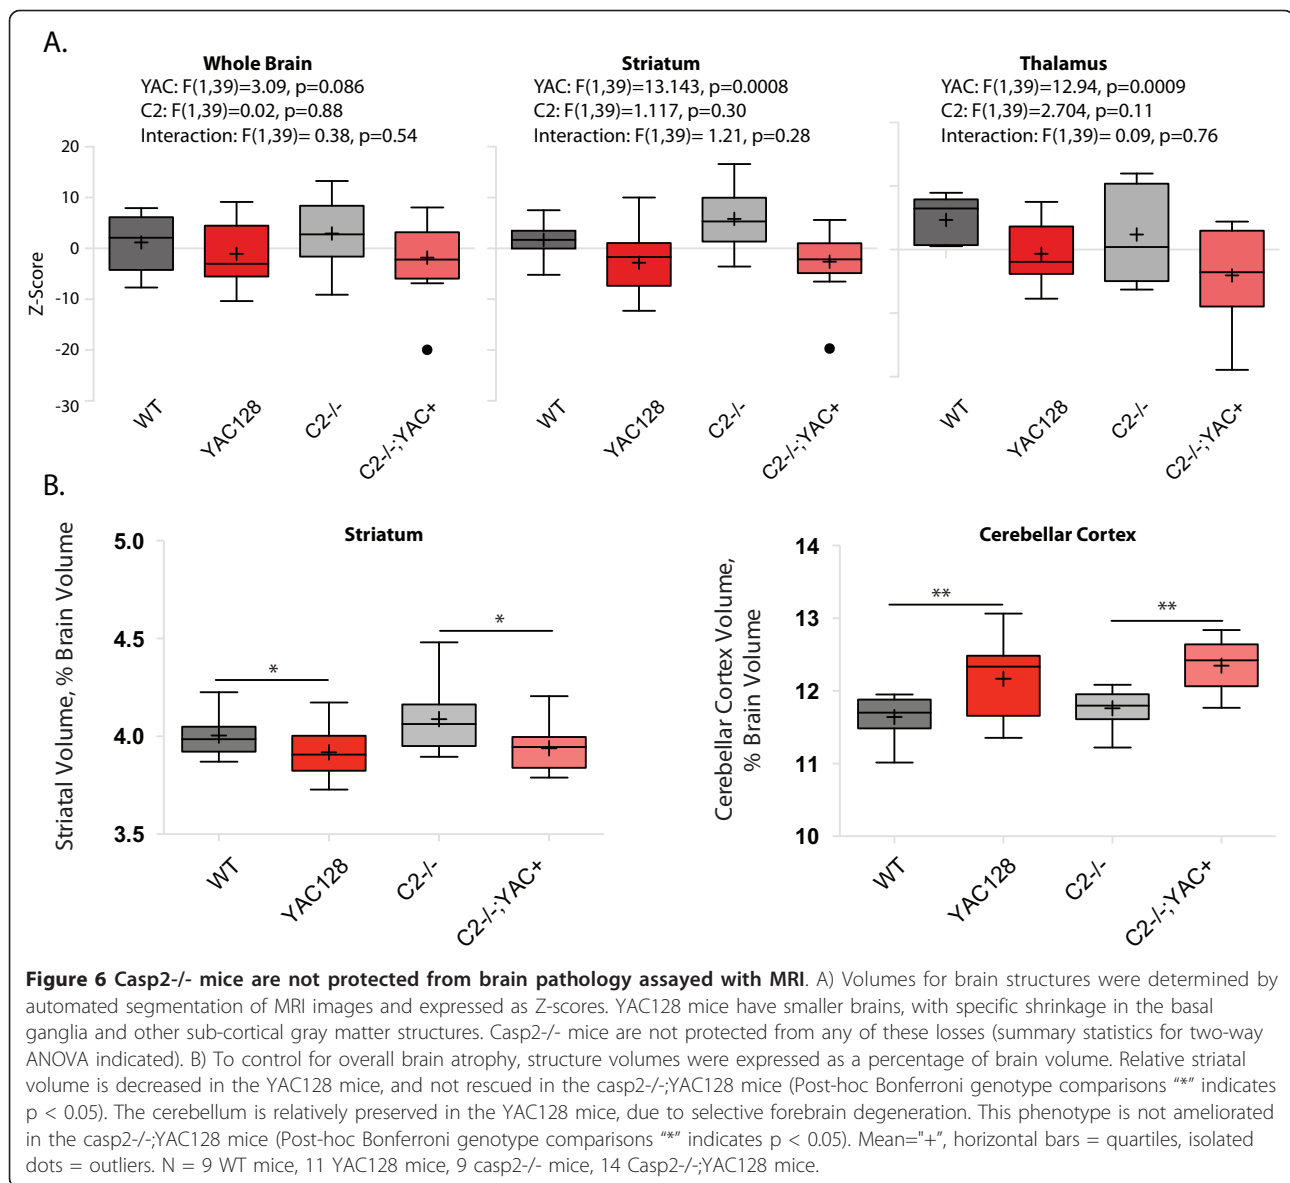 A.
Whole Brain
YAC: F(1,39)=3.09, p=0.086
C2: F(1,39)=0.02, p=0.88
Interaction: F(1,39)= 0.38, p=0.54
Striatum
YAC: F(1,39)=13.143, p=0.0008
C2: F(1,39)=1.117, p=0.30
Interaction: F(1,39)= 1.21, p=0.28
Thalamus
YAC: F(1,39)=12.94, p=0.0009
C2: F(1,39)=2.704, p=0.11
Interaction: F(1,39)= 0.09, p=0.76
Z-Score
20
10
0
-10
-20
-30
WT
YAC128
C2-/-
C2-/-;YAC+
WT
YAC128
C2-/-
C2-/-;YAC+
WT
YAC128
C2-/-
C2-/-;YAC+
B.
Striatum
Striatal Volume, % Brain Volume
5.0
4.5
4.0
3.5
*
*
WT
YAC128
C2-/-
C2-/-;YAC+
Cerebellar Cortex
Cerebellar Cortex Volume,
% Brain Volume
14
13
12
11
10
**
**
WT
YAC128
C2-/-
C2-/-;YAC+
Figure 6 Casp2-/- mice are not protected from brain pathology assayed with MRI. A) Volumes for brain structures were determined by
automated segmentation of MRI images and expressed as Z-scores. YAC128 mice have smaller brains, with specific shrinkage in the basal
ganglia and other sub-cortical gray matter structures. Casp2-/- mice are not protected from any of these losses (summary statistics for two-way
ANOVA indicated). B) To control for overall brain atrophy, structure volumes were expressed as a percentage of brain volume. Relative striatal
volume is decreased in the YAC128 mice, and not rescued in the casp2-/-;YAC128 mice (Post-hoc Bonferroni genotype comparisons “*” indicates
p < 0.05). The cerebellum is relatively preserved in the YAC128 mice, due to selective forebrain degeneration. This phenotype is not ameliorated
in the casp2-/-;YAC128 mice (Post-hoc Bonferroni genotype comparisons “*” indicates p < 0.05). Mean="+”, horizontal bars = quartiles, isolated
dots = outliers. N = 9 WT mice, 11 YAC128 mice, 9 casp2-/- mice, 14 Casp2-/-;YAC128 mice.